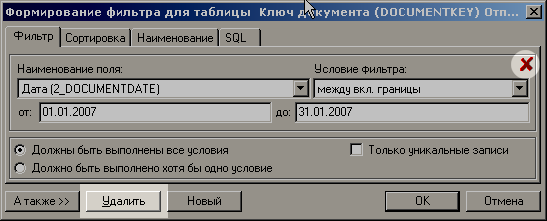 Формирование фильтра для таблицы Ключ документа (DOCUMENTKEY) Отп...
Фильтр Сортировка Наименование SQL
Наименование поля: Условие фильтра:
Дата (2_DOCUMENTDATE) между вкл. границы
от: 01.01.2007 до: 31.01.2007
Должны быть выполнены все условия Только уникальные записи
Должно быть выполнено хотя бы одно условие
А также >> Удалить Новый OK Отмена